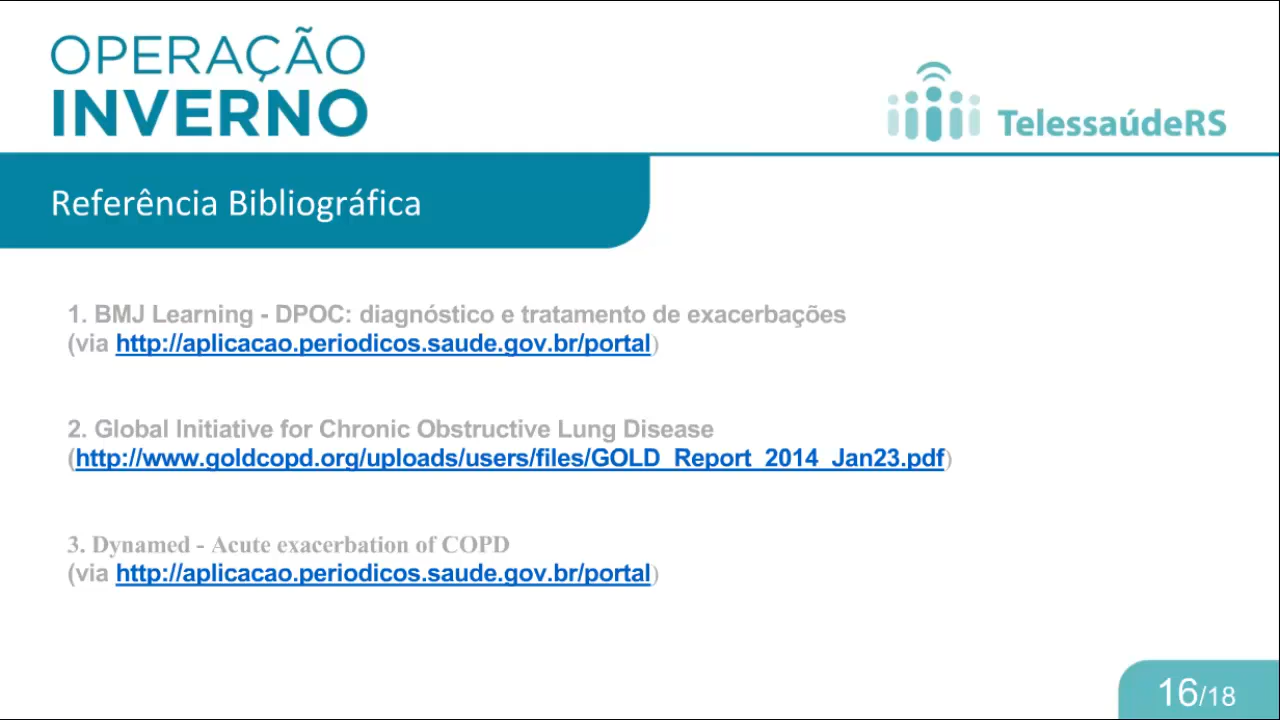 OPERAÇÃO
INVERNO
TelessaúdeRS
Referência Bibliográfica
1. BMJ Learning - DPOC: diagnóstico e tratamento de exacerbações
(via http://aplicacao.periodicos.saude.gov.br/portal)
2. Global Initiative for Chronic Obstructive Lung Disease
(http://www.goldcopd.org/uploads/users/files/GOLD_Report_2014_Jan23.pdf)
3. Dynamed - Acute exacerbation of COPD
(via http://aplicacao.periodicos.saude.gov.br/portal)
16/18